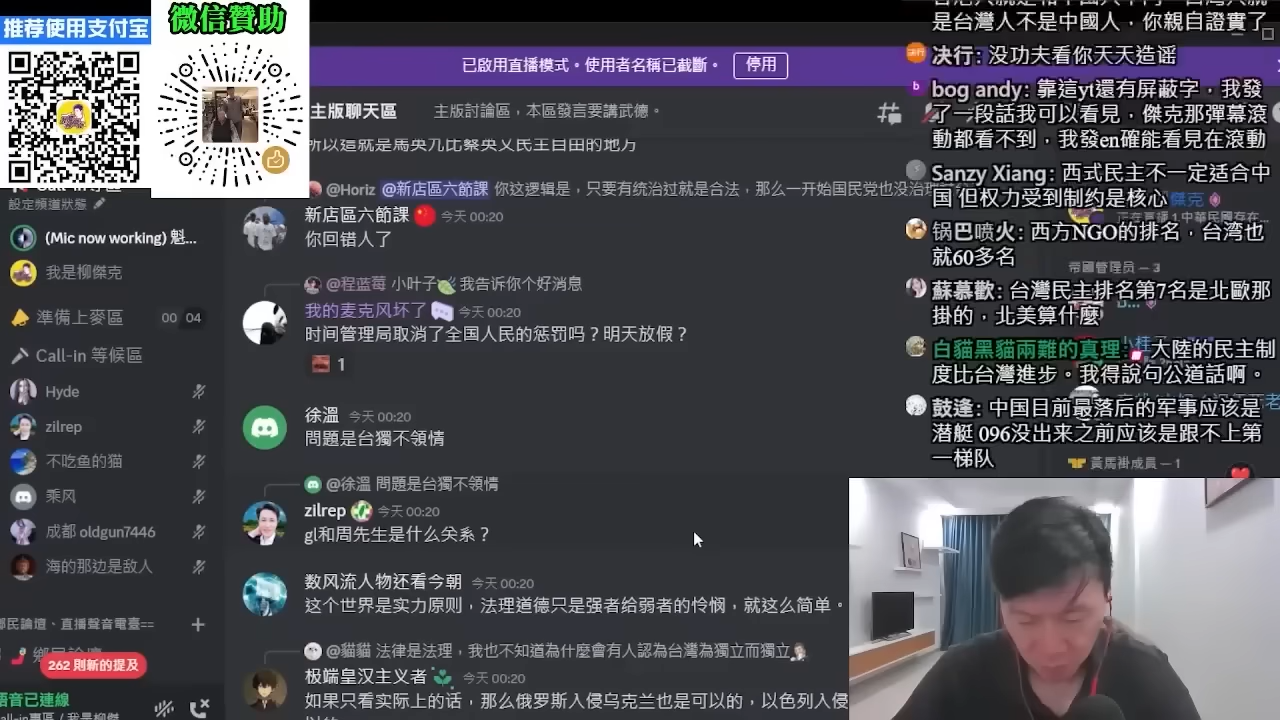 推荐使用支付宝
微信贊助
已啟用直播模式。使用者名稱已截斷。
停用
主版聊天區
主版討論區，本區發言要講武德。
設定頻道狀態
(Mic now working) 魁...
我是柳傑克
準備上麥區
00 04
Call-in 等候區
Hyde
zilrep
不吃鱼的猫
乘风
成都 oldgun7446
海的那边是敌人
民論壇、直播聲音電臺==
262 則新的提及
語音已連線
@Horiz @新店區六節課 你这逻辑是，只要有统治过就是合法，那么一开始国民党也没治
新店區六節課 今天 00:20
你回错人了
@程蓝莓 小叶子 我告诉你个好消息
我的麦克风坏了 今天 00:20
时间管理局取消了全国人民的惩罚吗？明天放假？
1
徐溫 今天 00:20
問題是台獨不領情
@徐溫 問題是台獨不領情
zilrep 今天 00:20
gl和周先生是什么关系？
数风流人物还看今朝 今天 00:20
这个世界是实力原则，法理道德只是强者给弱者的怜悯，就这么简单。
@貓貓 法律是法理，我也不知道為什麼會有人認為台灣為獨立而獨立
极端皇汉主义者 今天 00:20
如果只看实际上的话，那么俄罗斯入侵乌克兰也是可以的，以色列入侵
是台灣人不是中國人，你親自證實了
决行: 没功夫看你天天造谣
bog andy: 靠這yt還有屏蔽字，我發
了一段話我可以看見，傑克那彈幕滾
動都看不到，我發en確能看見在滾動
Sanzy Xiang: 西式民主不一定适合中
国 但权力受到制约是核心
锅巴喷火: 西方NGO的排名，台湾也
就60多名
帝國管理员 — 3
蘇慕歡: 台灣民主排名第7名是北歐那
掛的，北美算什麼
白貓黑貓兩難的真理: 大陸的民主制
度比台灣進步。我得說句公道話啊。
鼓逢: 中国目前最落后的军事应该是
潜艇 096没出来之前应该是跟不上第
一梯队
黃馬褂成員 — 1